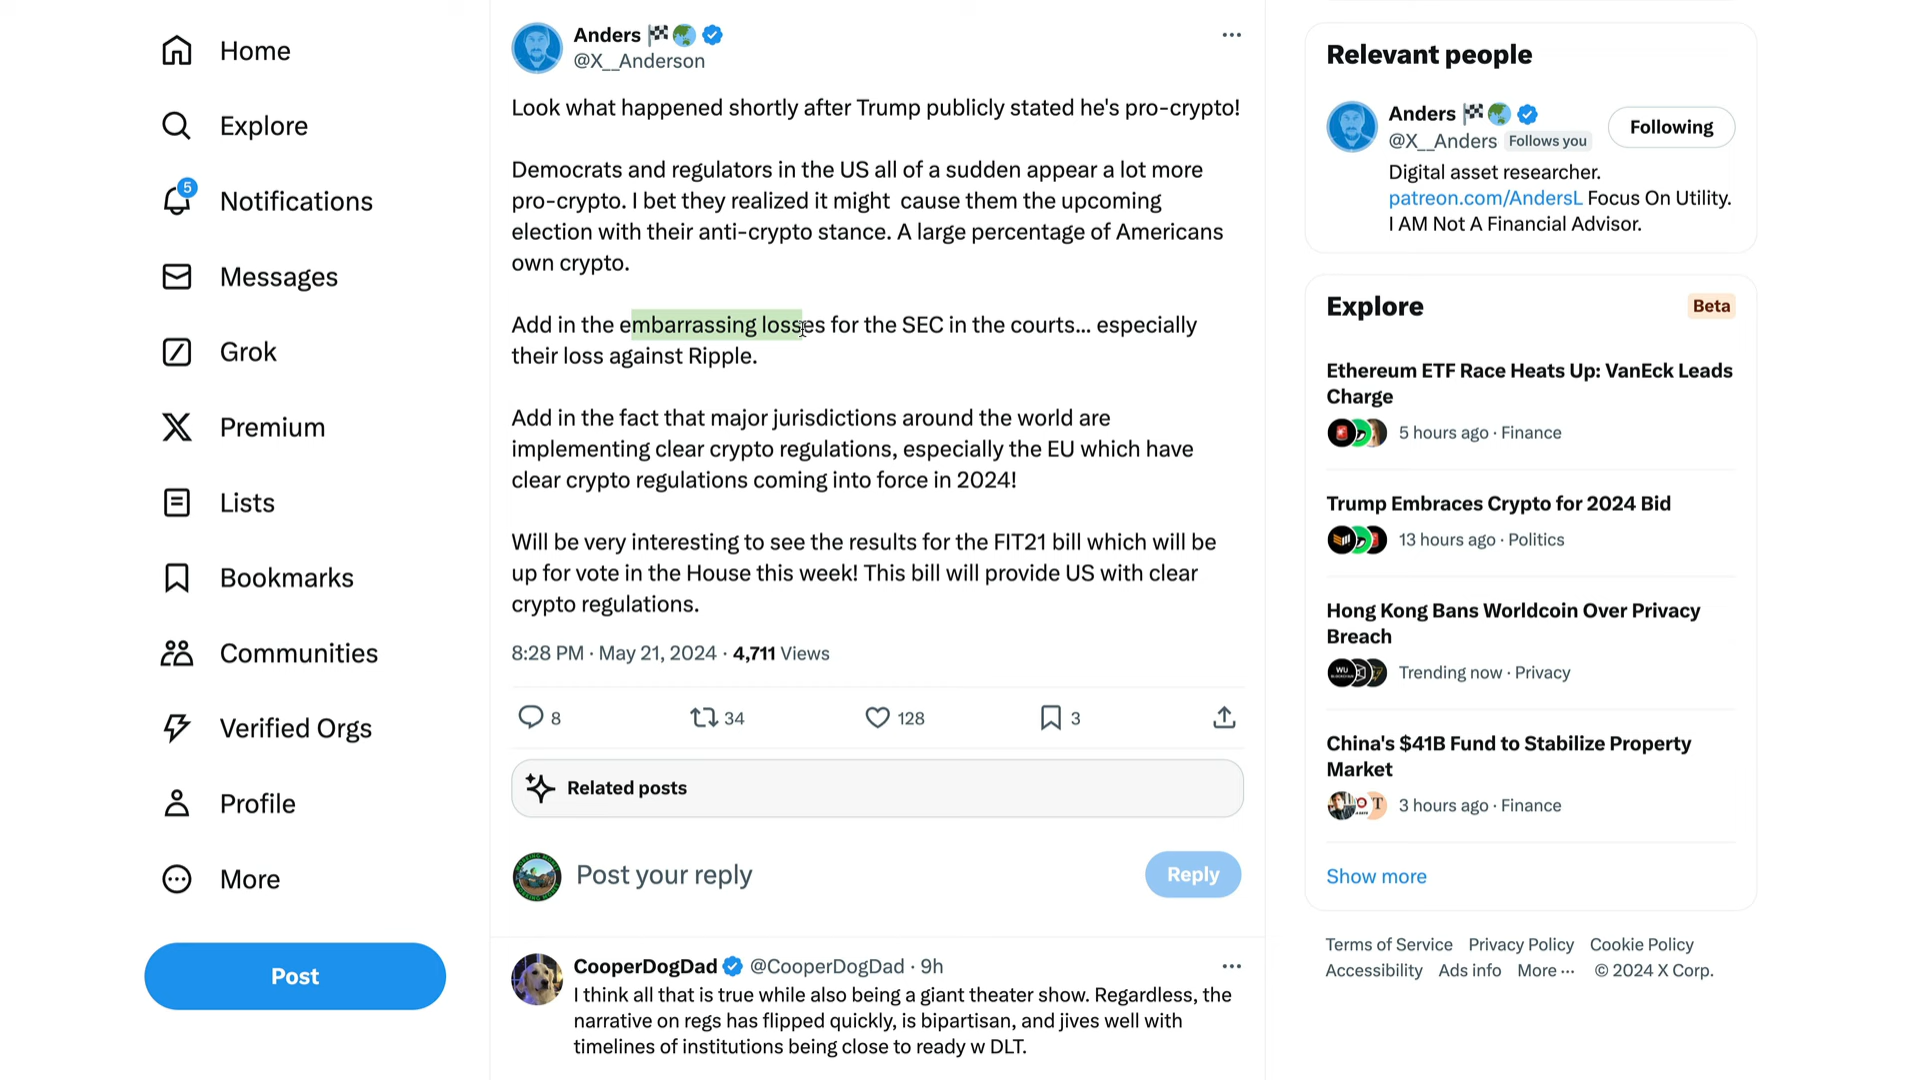 Home
Explore
5
Notifications
Messages
Grok
Premium
Lists
Bookmarks
Communities
Verified Orgs
Profile
More
Post
Anders
@X__Anderson
Look what happened shortly after Trump publicly stated he's pro-crypto!
Democrats and regulators in the US all of a sudden appear a lot more
pro-crypto. I bet they realized it might  cause them the upcoming
election with their anti-crypto stance. A large percentage of Americans
own crypto.
Add in the embarrassing losses for the SEC in the courts... especially
their loss against Ripple.
Add in the fact that major jurisdictions around the world are
implementing clear crypto regulations, especially the EU which have
clear crypto regulations coming into force in 2024!
Will be very interesting to see the results for the FIT21 bill which will be
up for vote in the House this week! This bill will provide US with clear
crypto regulations.
8:28 PM · May 21, 2024 · 4,711 Views
8 34 128 3
Related posts
Post your reply
Reply
CooperDogDad @CooperDogDad · 9h
I think all that is true while also being a giant theater show. Regardless, the
narrative on regs has flipped quickly, is bipartisan, and jives well with
timelines of institutions being close to ready w DLT.
Relevant people
Anders
@X__Anders Follows you
Following
Digital asset researcher.
patreon.com/AndersL Focus On Utility.
I AM Not A Financial Advisor.
Explore
Beta
Ethereum ETF Race Heats Up: VanEck Leads
Charge
5 hours ago · Finance
Trump Embraces Crypto for 2024 Bid
13 hours ago · Politics
Hong Kong Bans Worldcoin Over Privacy
Breach
WU
Trending now · Privacy
China's $41B Fund to Stabilize Property
Market
3 hours ago · Finance
Show more
Terms of Service Privacy Policy Cookie Policy
Accessibility Ads info More ··· © 2024 X Corp.